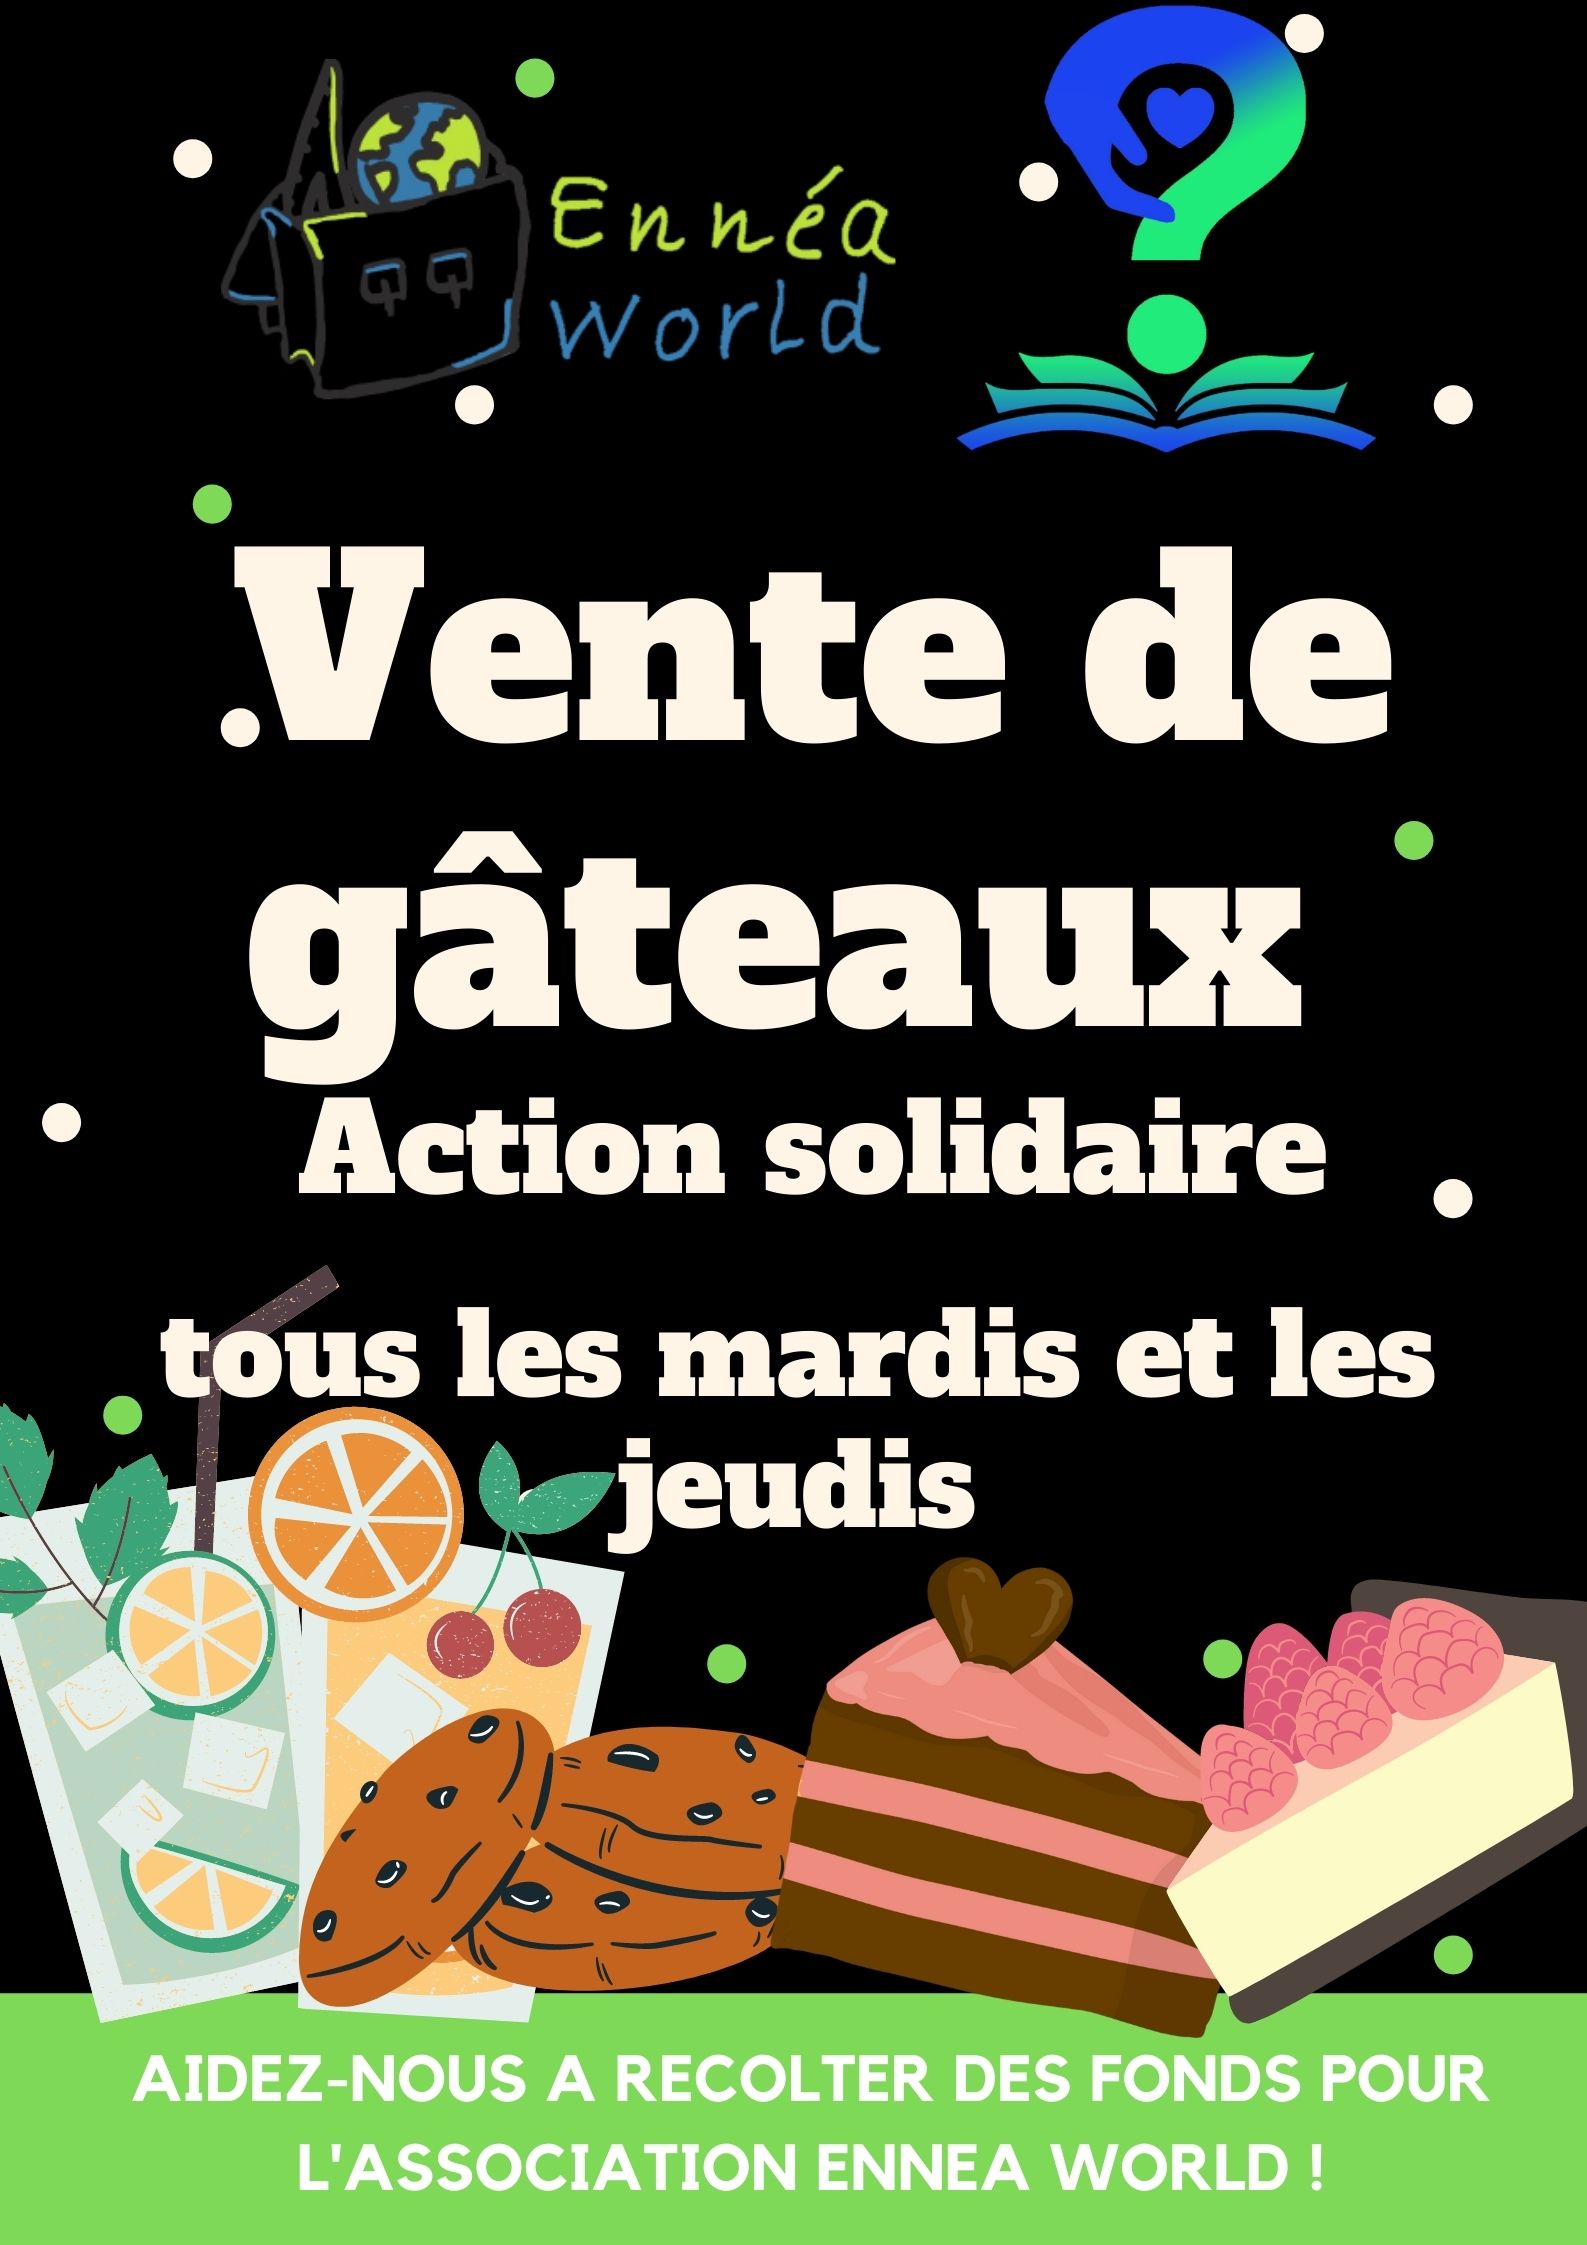 Ennéa
World
Vente de
gâteaux
Action solidaire
tous les mardis et les
jeudis
AIDEZ-NOUS A RECOLTER DES FONDS POUR
L'ASSOCIATION ENNEA WORLD !